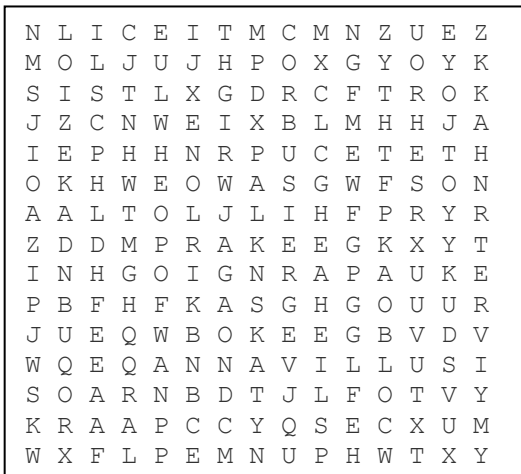 N L I C E I T M C M N Z U E Z
M O L J U J H P O X G Y O Y K
S I S T L X G D R C F T R O K
J Z C N W E I X B L M H H J A
I E P H H N R P U C E T E T H
O K H W E O W A S G W F S O N
A A L T O L J L I H F P R Y R
Z D D M P R A K E E G K X Y T
I N H G O I G N R A P A U K E
P B F H F K A S G H G O U U R
J U E Q W B O K E E G B V D V
W Q E Q A N N A V I L L U S I
S O A R N B D T J L F O T V Y
K R A A P C C Y Q S E C X U M
W X F L P E M N U P H W T X Y